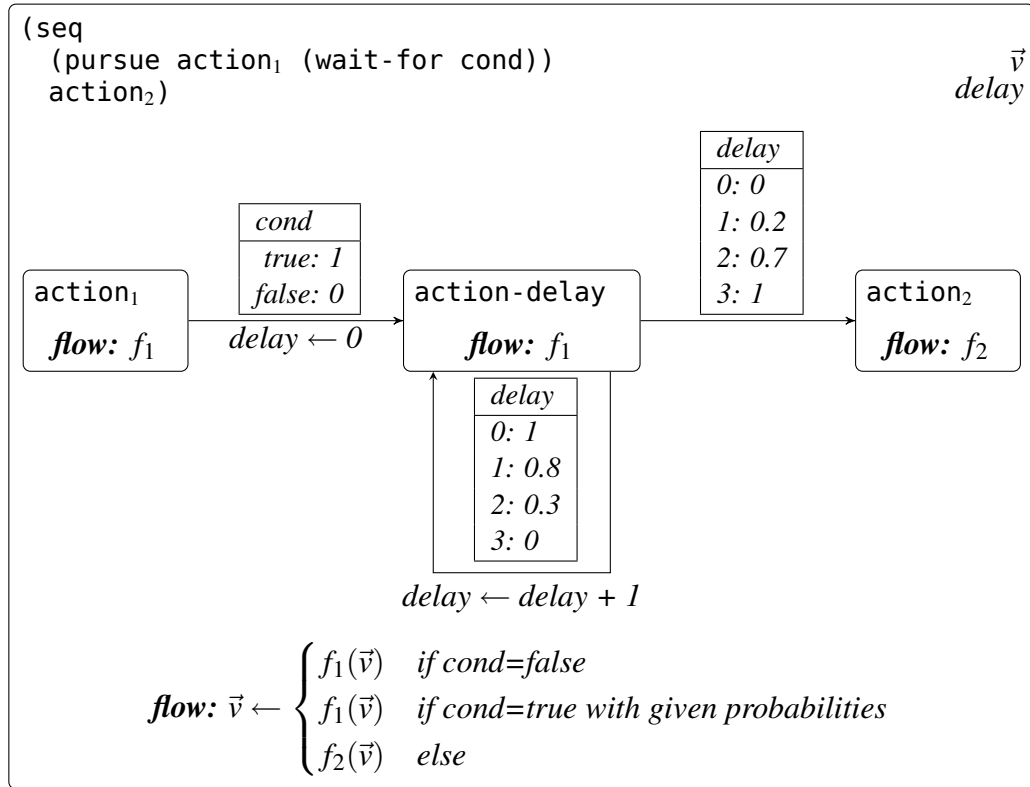 (seq
(pursue action₁ (wait-for cond))
action₂)
v⃗
delay
delay
0: 0
1: 0.2
2: 0.7
3: 1
cond
true: 1
false: 0
delay ← 0
action₁
flow: f₁
action-delay
flow: f₁
action₂
flow: f₂
delay
0: 1
1: 0.8
2: 0.3
3: 0
delay ← delay + 1
flow: v⃗ ← { f₁(v⃗) if cond=false
f₁(v⃗) if cond=true with given probabilities
f₂(v⃗) else